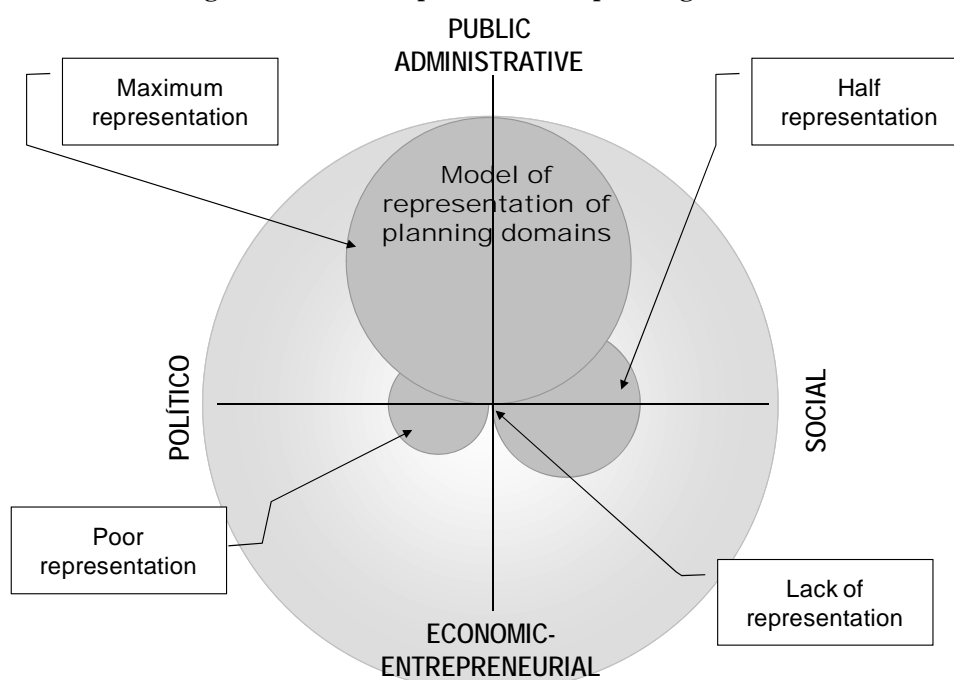 PUBLIC
ADMINISTRATIVE
Maximum
representation
Half
representation
Model of
representation of
planning domains
POLÍTICO
SOCIAL
Poor
representation
Lack of
representation
ECONOMIC-
ENTREPRENEURIAL